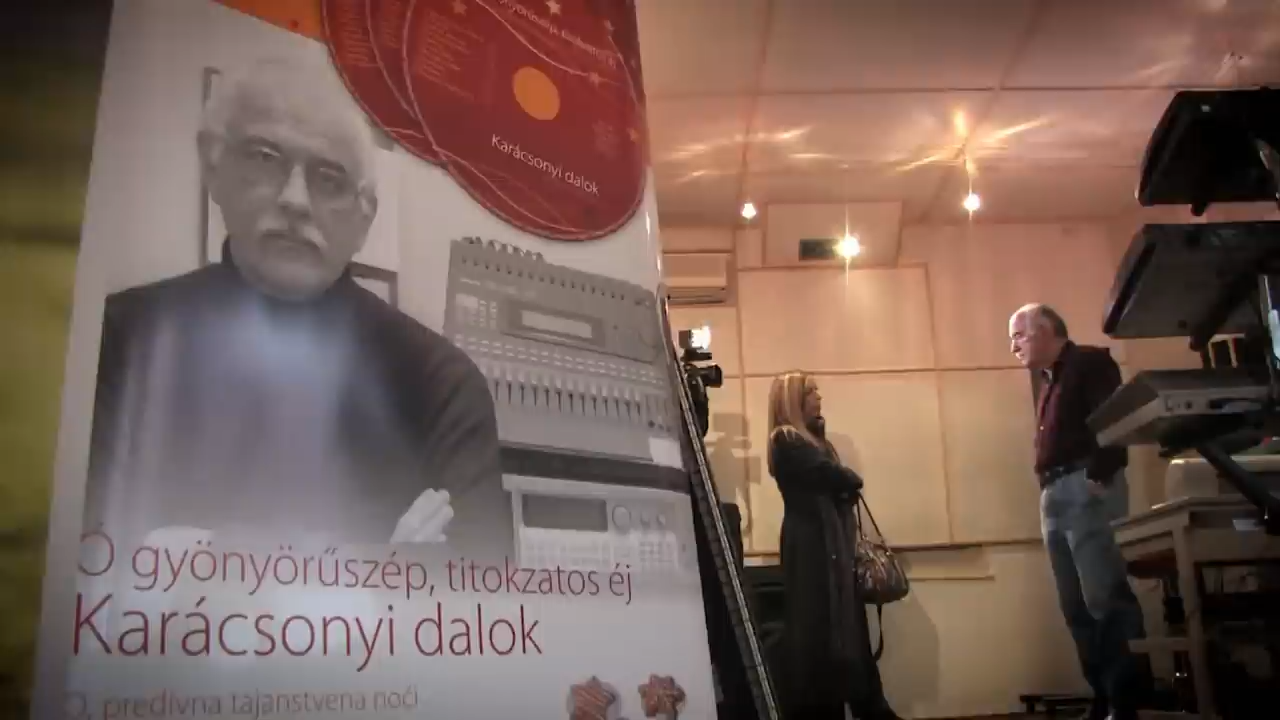 Karácsonyi dalok
Ó gyönyörűszép, titokzatos éj
Karácsonyi dalok
O, predivna tajanstvena noći